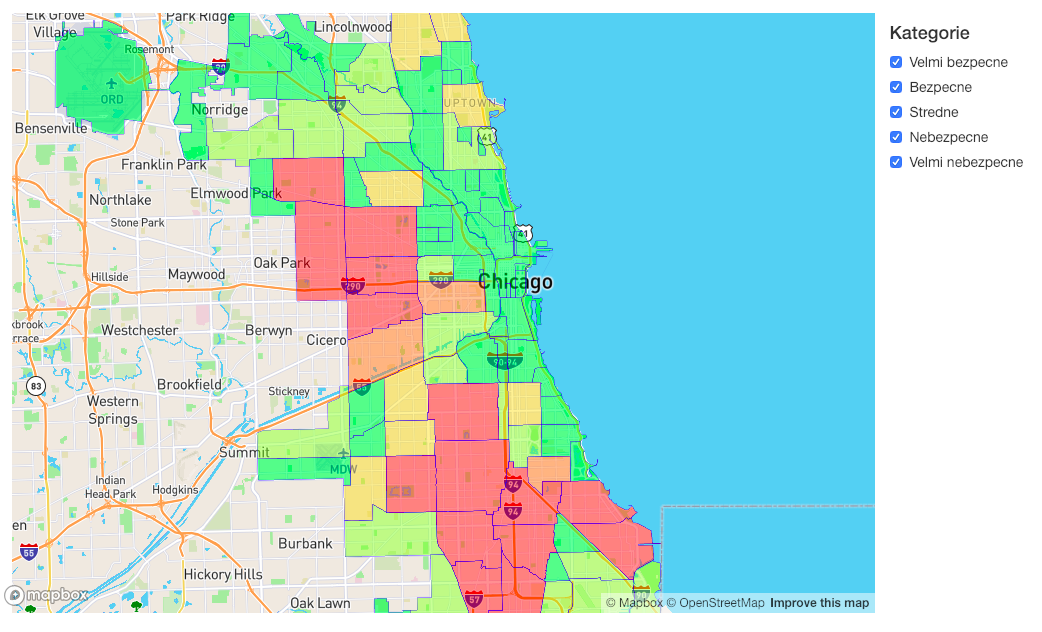 Elk Grove
Village
Park Ridge
Lincolnwood
Rosemont
90
ORD
94
UPTOWN
Norridge
Bensenville
41
Franklin Park
Elmwood Park
Northlake
Stone Park
41
Oak Park
Hillside
Maywood
290
290
Chicago
Westchester
Berwyn
Cicero
90-94
83
Brookfield
55
Stickney
Western
Springs
Summit
MDW
Indian
Head Park
Hodgkins
94
94
en
55
Burbank
Hickory Hills
57
Oak Lawn
mapbox
© Mapbox © OpenStreetMap Improve this map
Kategorie
Velmi bezpecne
Bezpecne
Stredne
Nebezpecne
Velmi nebezpecne